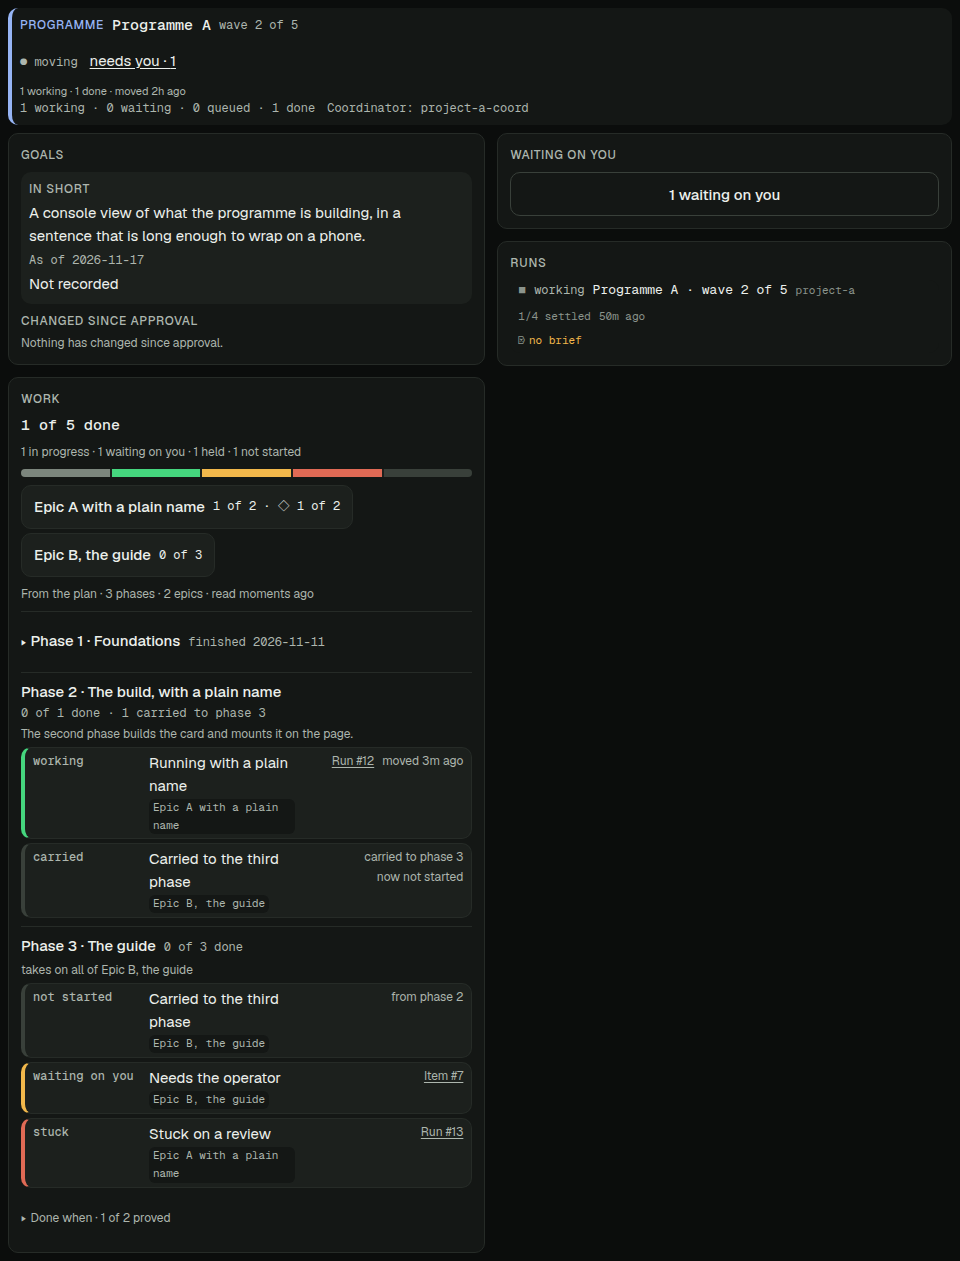 PROGRAMME Programme A wave 2 of 5
moving needs you · 1
1 working · 1 done · moved 2h ago
1 working · 0 waiting · 0 queued · 1 done Coordinator: project-a-coord
GOALS
IN SHORT
A console view of what the programme is building, in a
sentence that is long enough to wrap on a phone.
As of 2026-11-17
Not recorded
CHANGED SINCE APPROVAL
Nothing has changed since approval.
WAITING ON YOU
1 waiting on you
RUNS
working Programme A · wave 2 of 5 project-a
1/4 settled 50m ago
no brief
WORK
1 of 5 done
1 in progress · 1 waiting on you · 1 held · 1 not started
Epic A with a plain name 1 of 2 · ◇ 1 of 2
Epic B, the guide 0 of 3
From the plan · 3 phases · 2 epics · read moments ago
▸ Phase 1 · Foundations finished 2026-11-11
Phase 2 · The build, with a plain name
0 of 1 done · 1 carried to phase 3
The second phase builds the card and mounts it on the page.
working Running with a plain Run #12 moved 3m ago
name
Epic A with a plain
name
carried Carried to the third carried to phase 3
phase now not started
Epic B, the guide
Phase 3 · The guide 0 of 3 done
takes on all of Epic B, the guide
not started Carried to the third from phase 2
phase
Epic B, the guide
waiting on you Needs the operator Item #7
Epic B, the guide
stuck Stuck on a review Run #13
Epic A with a plain
name
▸ Done when · 1 of 2 proved